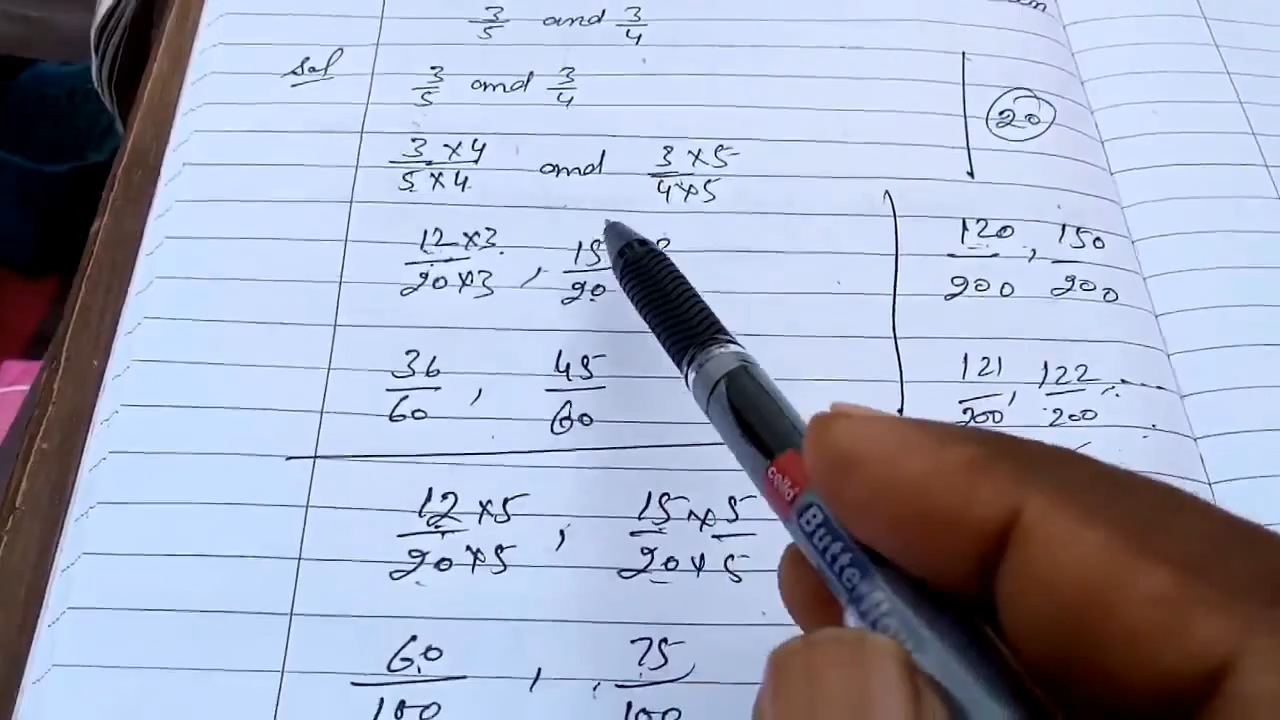 3/5 and 3/4
Sol 3/5 and 3/4
20
3 × 4 / 5 × 4 and 3 × 5 / 4 × 5
12 × 3 / 20 × 3 , 15 / 20
120/200 , 150/200
36/60 , 45/60
121/200 , 122/200 , ....
12 × 5 / 20 × 5 , 15 × 5 / 20 × 5
60/100 , 75/100
cello Butterflow